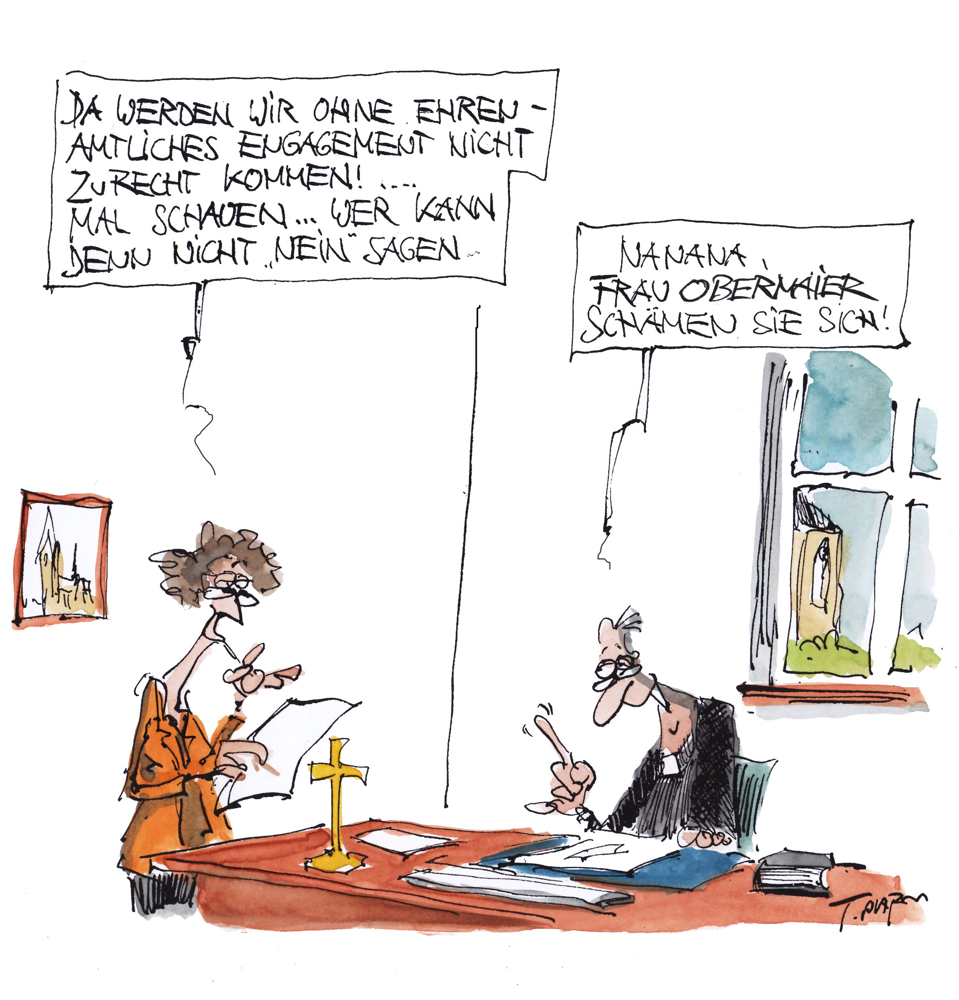 DA WERDEN WIR OHNE EHREN-
AMTLICHES ENGAGEMENT NICHT
ZURECHT KOMMEN! ....
MAL SCHAUEN... WER KANN
DENN NICHT „NEIN“ SAGEN...
NANANA,
FRAU OBERMAIER
SCHÄMEN SIE SICH!
T. PLAẞM